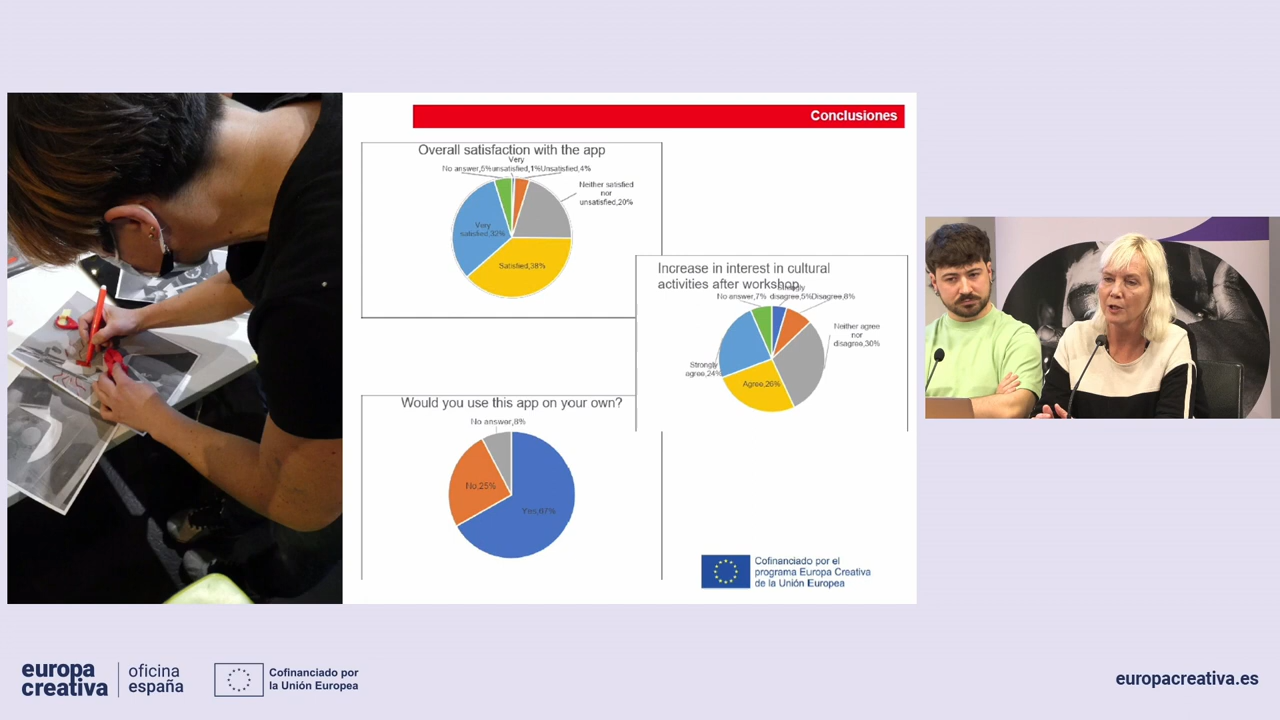 Conclusiones
Overall satisfaction with the app
Very
No answer,5%unsatisfied,1%Unsatisfied,4%
Neither satisfied
nor
unsatisfied,20%
Very
satisfied,32%
Satisfied,38%
Increase in interest in cultural
activities after workshop
Strongly
No answer,7% disagree,5%Disagree,8%
Neither agree
nor
disagree,30%
Strongly
agree,24%
Agree,26%
Would you use this app on your own?
No answer,8%
No,25%
Yes,67%
Cofinanciado por el
programa Europa Creativa
de la Unión Europea
europa
creativa
oficina
españa
Cofinanciado por
la Unión Europea
europacreativa.es